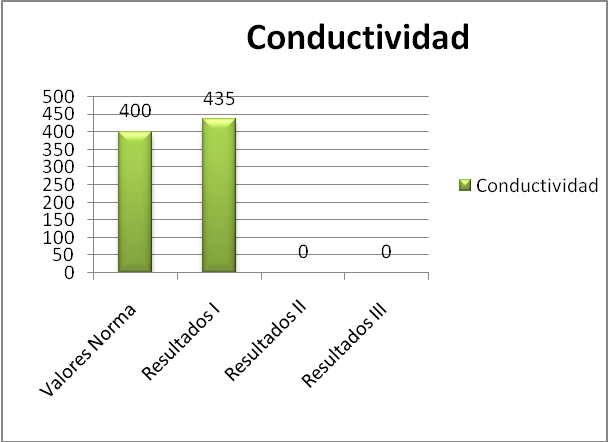 Conductividad
500
450
400
350
300
250
200
150
100
50
0
400
435
0
0
Valores Norma
Resultados I
Resultados II
Resultados III
Conductividad